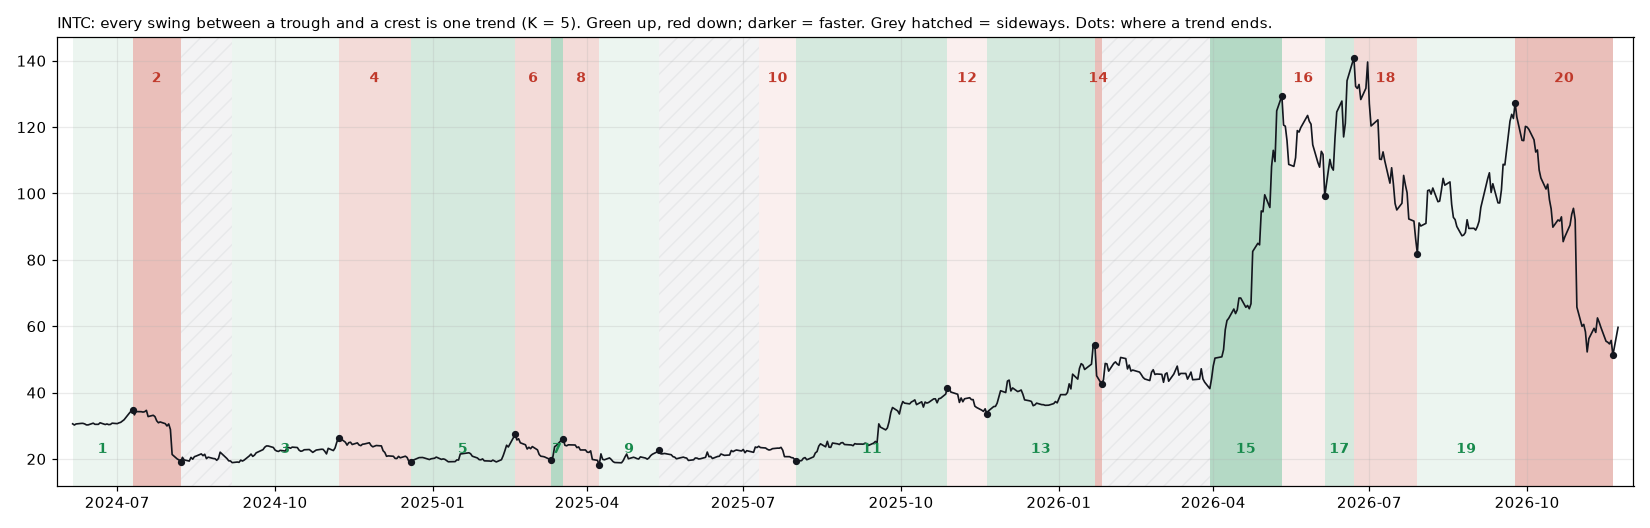 INTC: every swing between a trough and a crest is one trend (K = 5). Green up, red down; darker = faster. Grey hatched = sideways. Dots: where a trend ends.
140
120
100
80
60
40
20
2 4 6 8 10 12 14 16 18 20
1 3 5 7 9 11 13 15 17 19
2024-07 2024-10 2025-01 2025-04 2025-07 2025-10 2026-01 2026-04 2026-07 2026-10